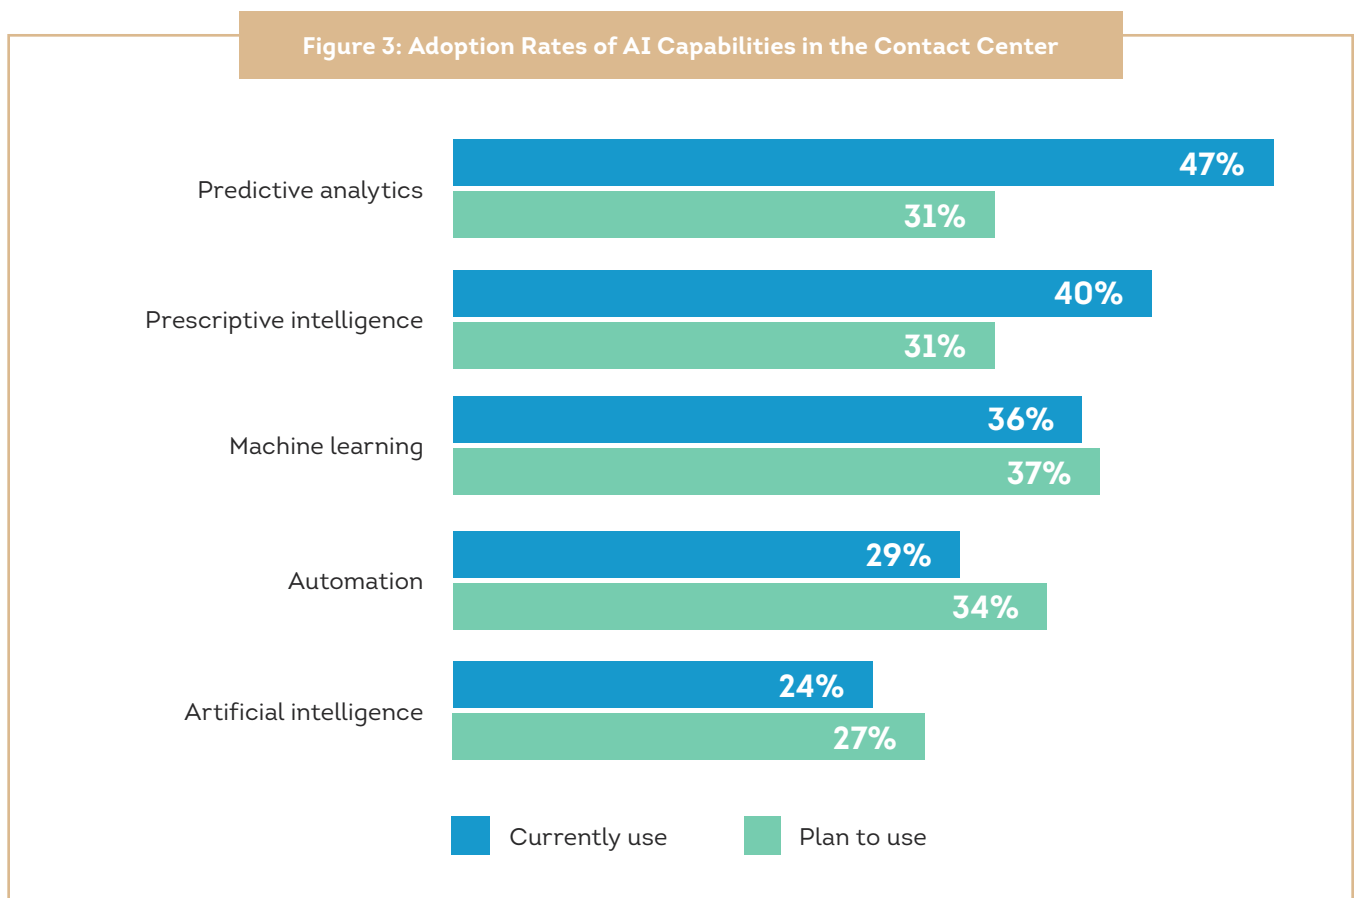 Figure 3: Adoption Rates of AI Capabilities in the Contact Center
Predictive analytics
47%
31%
Prescriptive intelligence
40%
31%
Machine learning
36%
37%
Automation
29%
34%
Artificial intelligence
24%
27%
Currently use
Plan to use